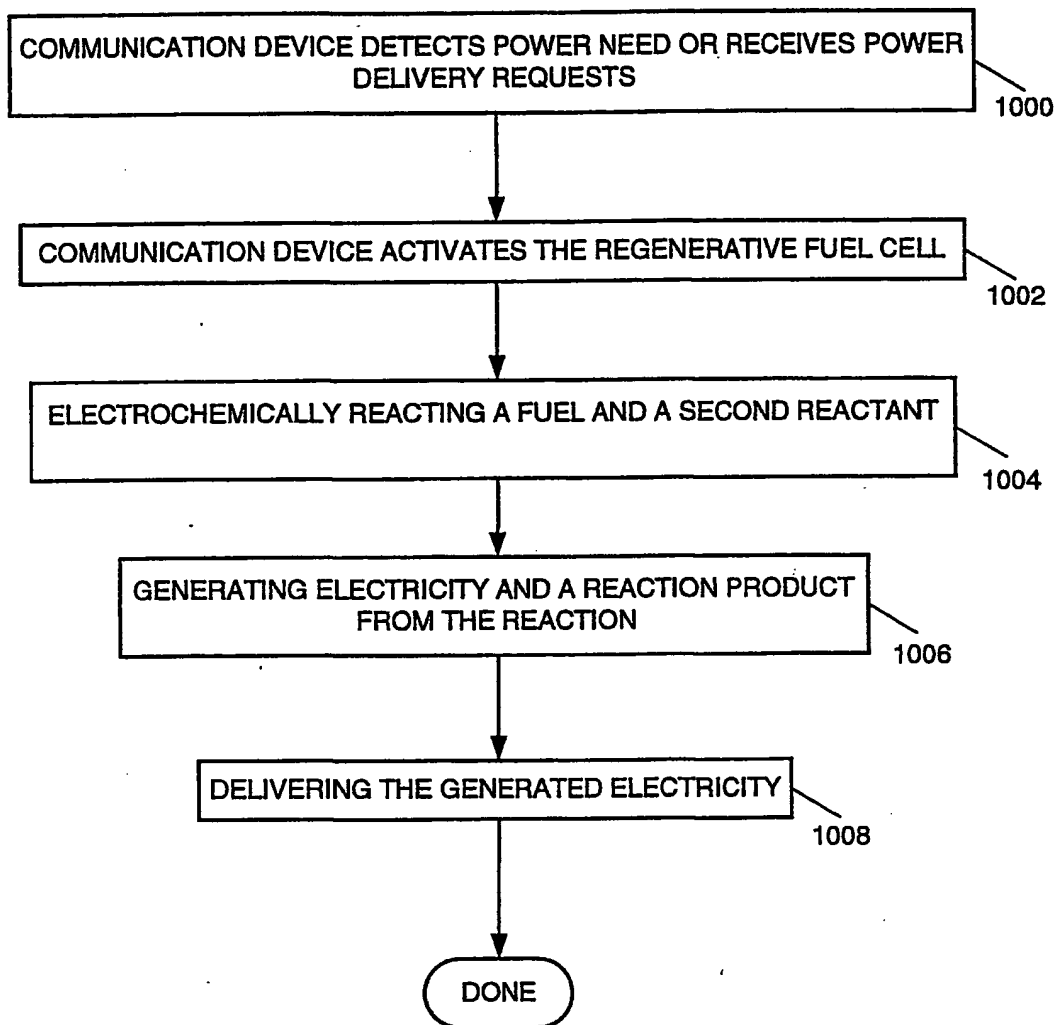 COMMUNICATION DEVICE DETECTS POWER NEED OR RECEIVES POWER
DELIVERY REQUESTS
1000
COMMUNICATION DEVICE ACTIVATES THE REGENERATIVE FUEL CELL
1002
ELECTROCHEMICALLY REACTING A FUEL AND A SECOND REACTANT
1004
GENERATING ELECTRICITY AND A REACTION PRODUCT
FROM THE REACTION
1006
DELIVERING THE GENERATED ELECTRICITY
1008
DONE